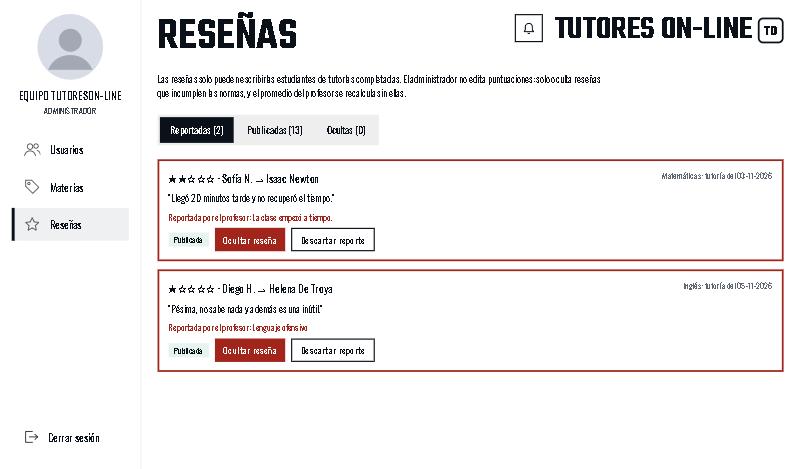 RESEÑAS
TUTORES ON-LINE TO
EQUIPO TUTORESON-LINE
ADMINISTRADOR
Usuarios
Materias
Reseñas
Cerrar sesión
Las reseñas solo pueden escribirlas estudiantes de tutorías completadas. El administrador no edita puntuaciones: solo oculta reseñas
que incumplen las normas, y el promedio del profesor se recalcula sin ellas.
Reportadas (2) Publicadas (13) Ocultas (0)
★★☆☆☆ · Sofía N. → Isaac Newton
Matemáticas · tutoría del 03-11-2026
"Llegó 20 minutos tarde y no recuperó el tiempo."
Reportada por el profesor: La clase empezó a tiempo.
Publicada Ocultar reseña Descartar reporte
★☆☆☆☆ · Diego H. → Helena De Troya
Inglés · tutoría del 05-11-2026
"Pésima, no sabe nada y además es una inútil."
Reportada por el profesor: Lenguaje ofensivo
Publicada Ocultar reseña Descartar reporte